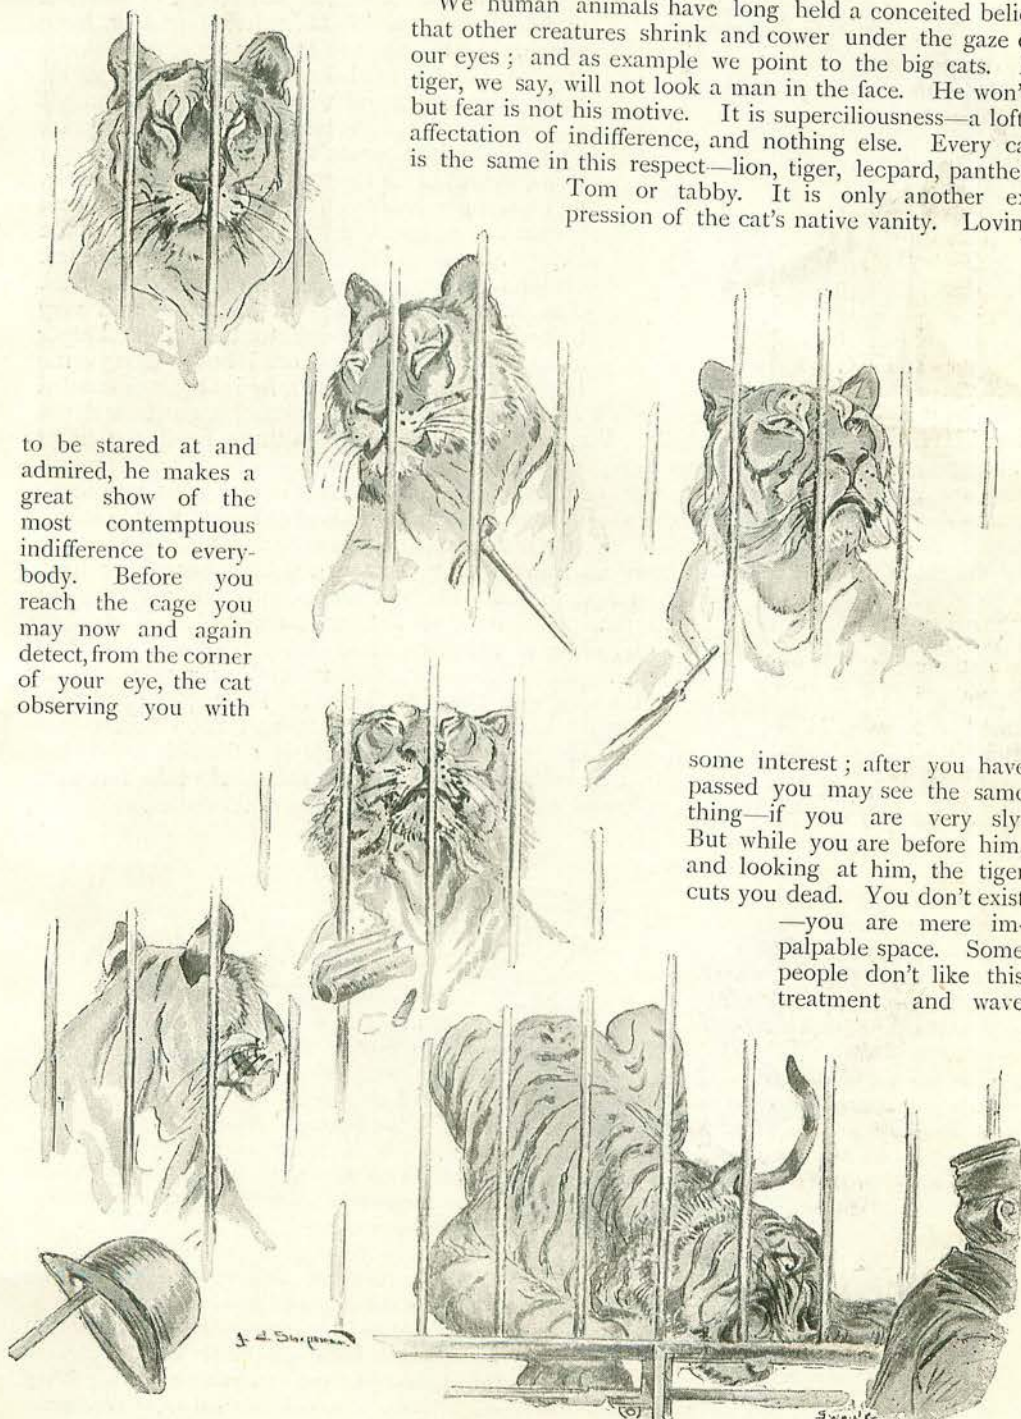 We human animals have long held a conceited beli
that other creatures shrink and cower under the gaze
our eyes ; and as example we point to the big cats.
tiger, we say, will not look a man in the face. He won'
but fear is not his motive. It is superciliousness—a loft
affectation of indifference, and nothing else. Every ca
is the same in this respect—lion, tiger, leopard, panthe
Tom or tabby. It is only another ex
pression of the cat's native vanity. Lovin
to be stared at and
admired, he makes a
great show of the
most contemptuous
indifference to every-
body. Before you
reach the cage you
may now and again
detect, from the corner
of your eye, the cat
observing you with
some interest ; after you have
passed you may see the same
thing—if you are very sly.
But while you are before him,
and looking at him, the tiger
cuts you dead. You don't exist
—you are mere im-
palpable space. Some
people don't like this
treatment and wave